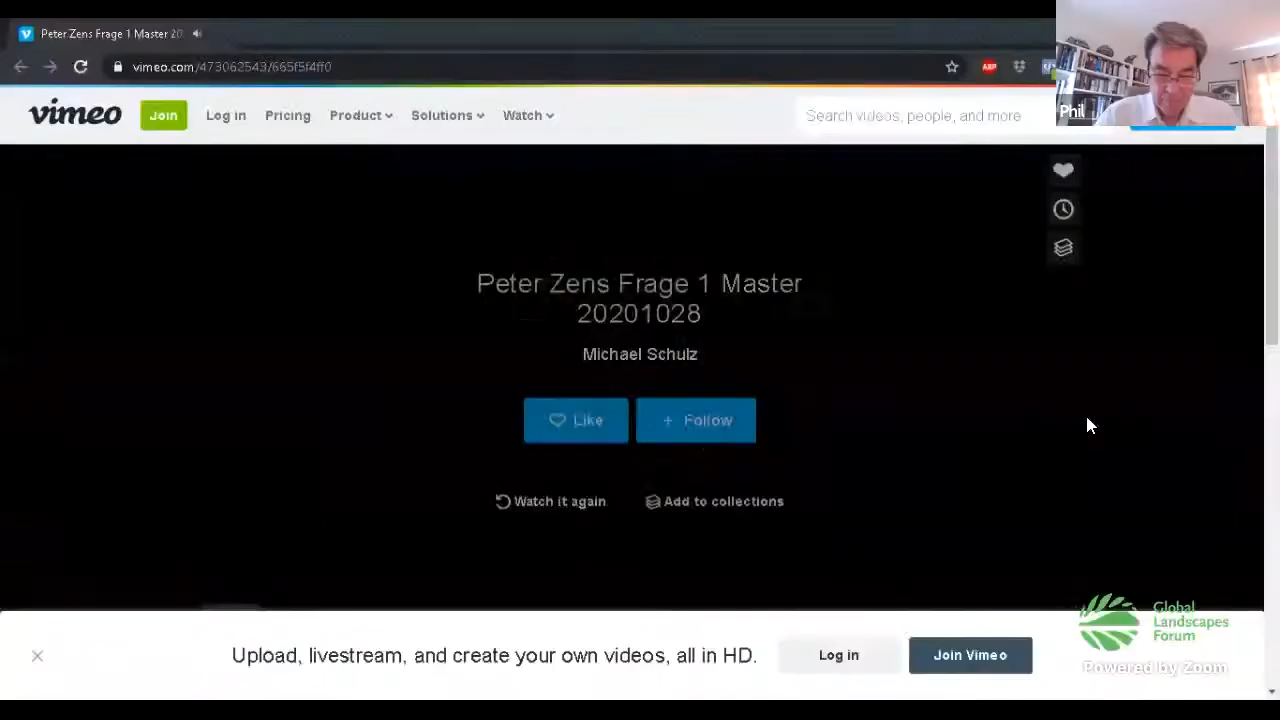 Peter Zens Frage 1 Master 20
vimeo.com/473062543/665f5f4ff0
ABP
Phil
vimeo
Join
Log in
Pricing
Product
Solutions
Watch
Search videos, people, and more
Peter Zens Frage 1 Master
20201028
Michael Schulz
Like
+ Follow
Watch it again
Add to collections
Upload, livestream, and create your own videos, all in HD.
Log in
Join Vimeo
Global
Landscapes
Forum
Powered by Zoom